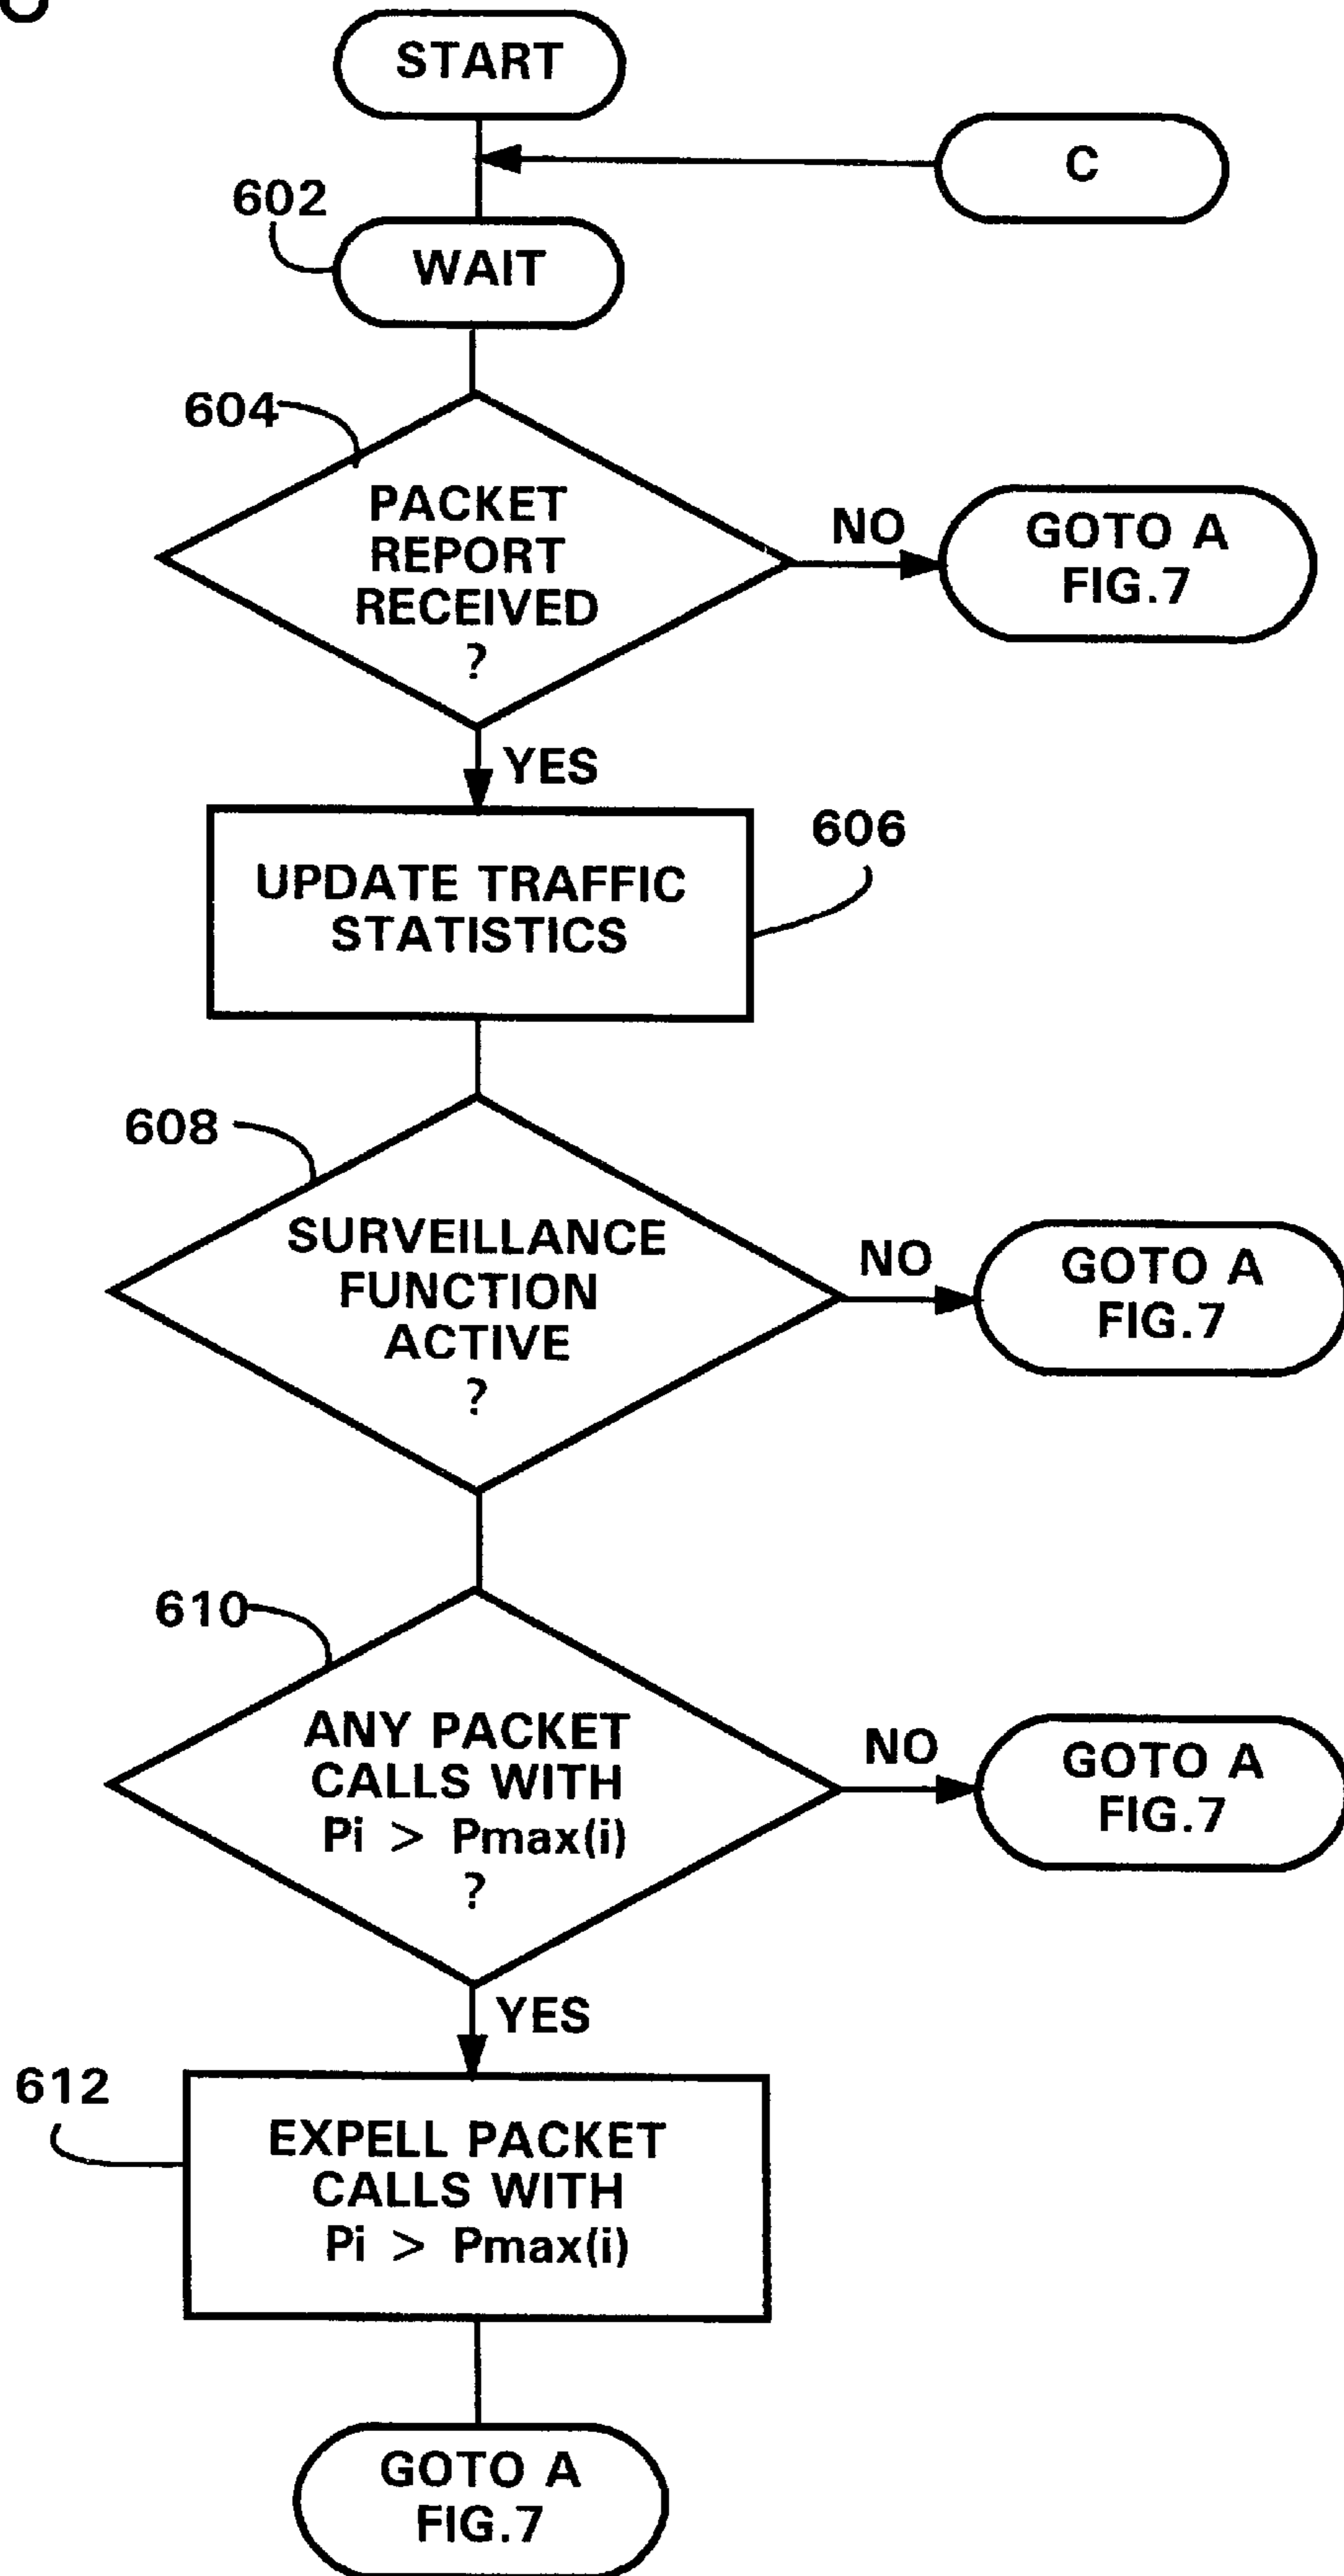 START
C
602
WAIT
604
PACKET
REPORT
RECEIVED
?
NO
GOTO A
FIG.7
YES
606
UPDATE TRAFFIC
STATISTICS
608
SURVEILLANCE
FUNCTION
ACTIVE
?
NO
GOTO A
FIG.7
610
ANY PACKET
CALLS WITH
Pi > Pmax(i)
?
NO
GOTO A
FIG.7
YES
612
EXPELL PACKET
CALLS WITH
Pi > Pmax(i)
GOTO A
FIG.7